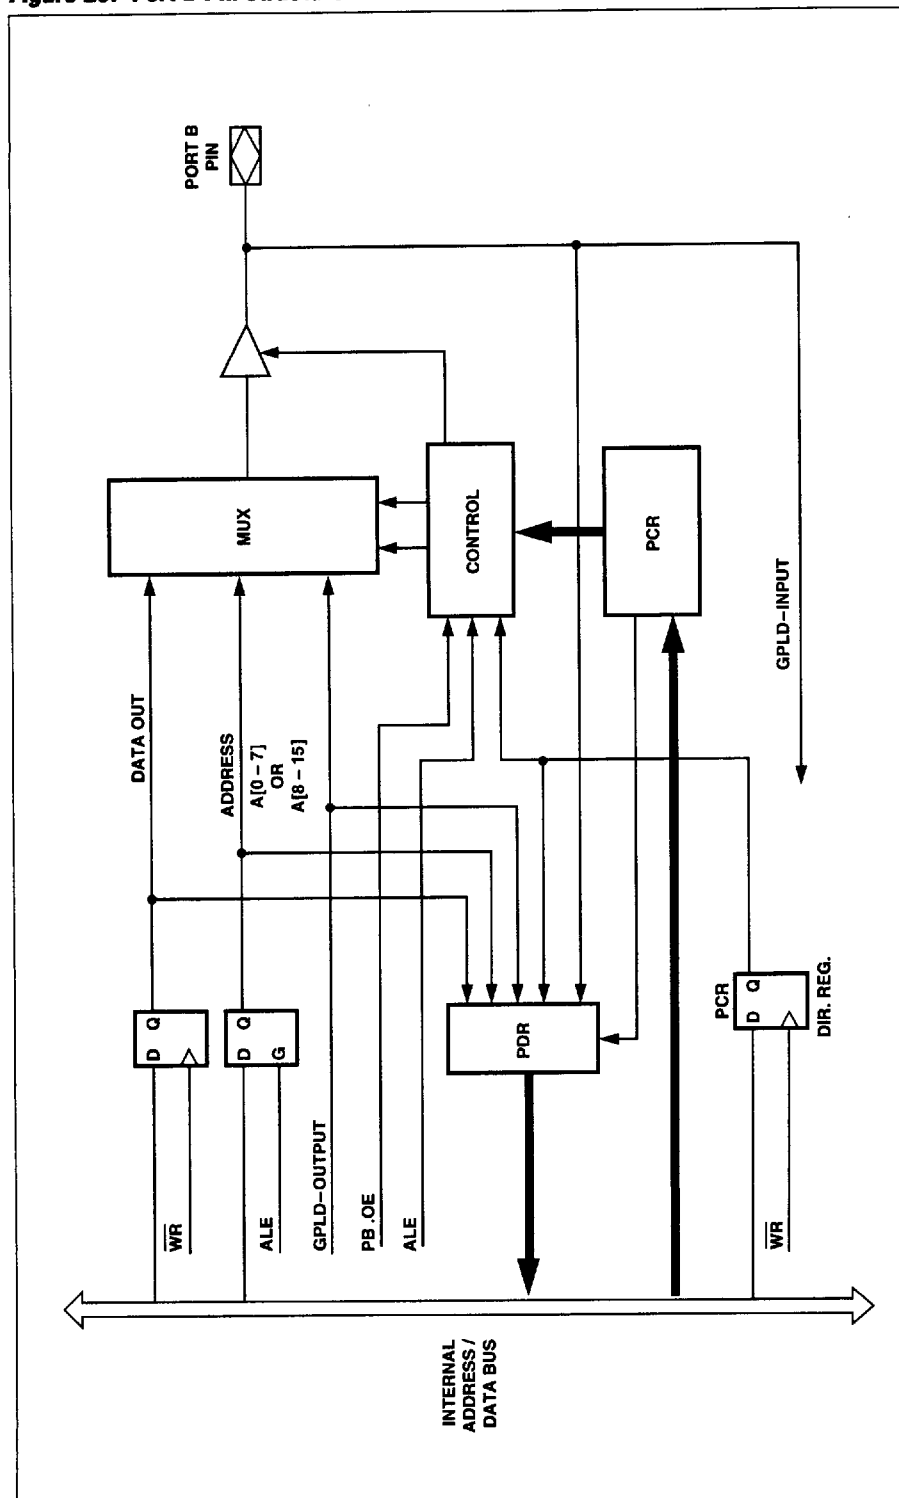 PORT B
PIN
MUX
CONTROL
PCR
GPLD–INPUT
DATA OUT
ADDRESS
A[0 – 7]
OR
A[8 – 15]
D Q
D Q
G
PDR
PCR
D Q
DIR. REG.
WR
ALE
GPLD–OUTPUT
PB .OE
ALE
WR
INTERNAL
ADDRESS /
DATA BUS